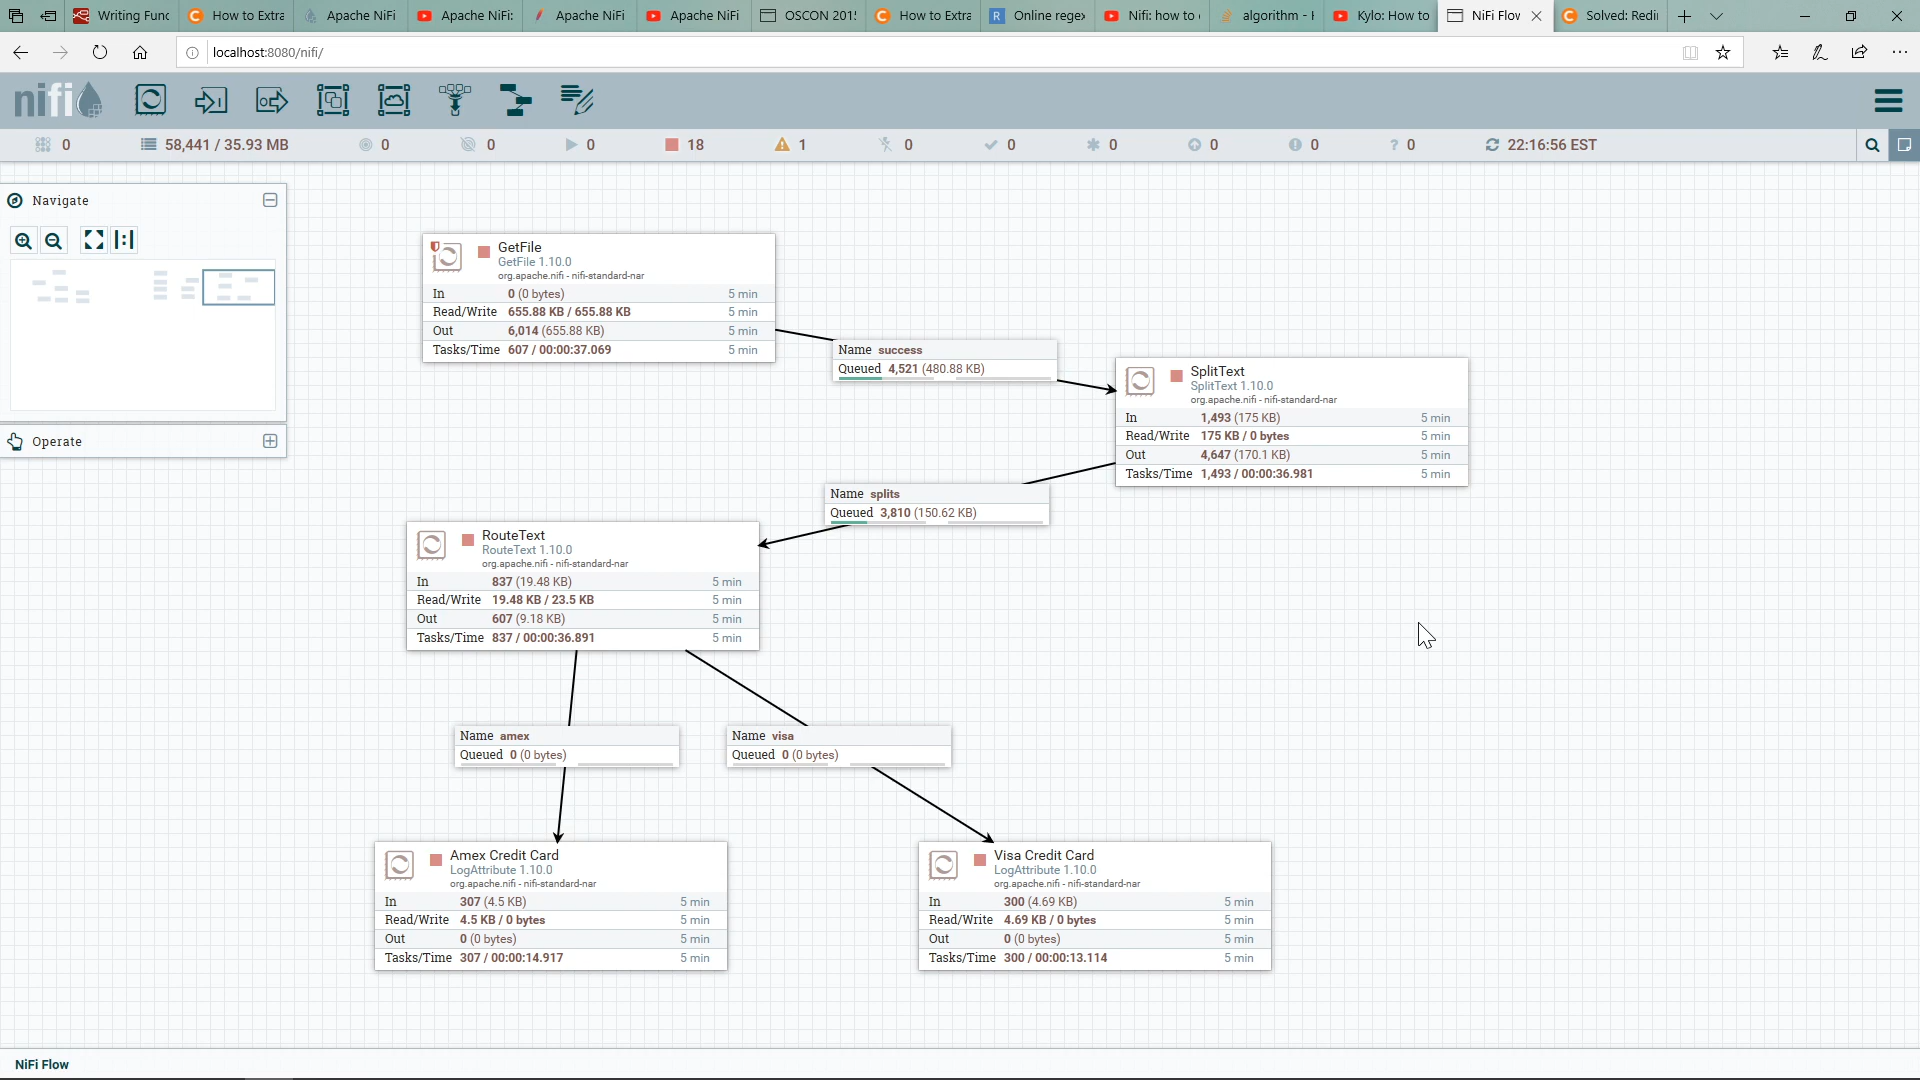 Writing Func
How to Extra
Apache NiFi
Apache NiFi:
Apache NiFi
Apache NiFi
OSCON 201
How to Extra
Online regex
Nifi: how to
algorithm -
Kylo: How to
NiFi Flow
Solved: Redi
localhost:8080/nifi/
nifi
0
58,441 / 35.93 MB
0
0
0
18
1
0
0
0
0
0
? 0
22:16:56 EST
Navigate
Operate
GetFile
GetFile 1.10.0
org.apache.nifi - nifi-standard-nar
In 0 (0 bytes) 5 min
Read/Write 655.88 KB / 655.88 KB 5 min
Out 6,014 (655.88 KB) 5 min
Tasks/Time 607 / 00:00:37.069 5 min
Name success
Queued 4,521 (480.88 KB)
SplitText
SplitText 1.10.0
org.apache.nifi - nifi-standard-nar
In 1,493 (175 KB) 5 min
Read/Write 175 KB / 0 bytes 5 min
Out 4,647 (170.1 KB) 5 min
Tasks/Time 1,493 / 00:00:36.981 5 min
Name splits
Queued 3,810 (150.62 KB)
RouteText
RouteText 1.10.0
org.apache.nifi - nifi-standard-nar
In 837 (19.48 KB) 5 min
Read/Write 19.48 KB / 23.5 KB 5 min
Out 607 (9.18 KB) 5 min
Tasks/Time 837 / 00:00:36.891 5 min
Name amex
Queued 0 (0 bytes)
Name visa
Queued 0 (0 bytes)
Amex Credit Card
LogAttribute 1.10.0
org.apache.nifi - nifi-standard-nar
In 307 (4.5 KB) 5 min
Read/Write 4.5 KB / 0 bytes 5 min
Out 0 (0 bytes) 5 min
Tasks/Time 307 / 00:00:14.917 5 min
Visa Credit Card
LogAttribute 1.10.0
org.apache.nifi - nifi-standard-nar
In 300 (4.69 KB) 5 min
Read/Write 4.69 KB / 0 bytes 5 min
Out 0 (0 bytes) 5 min
Tasks/Time 300 / 00:00:13.114 5 min
NiFi Flow